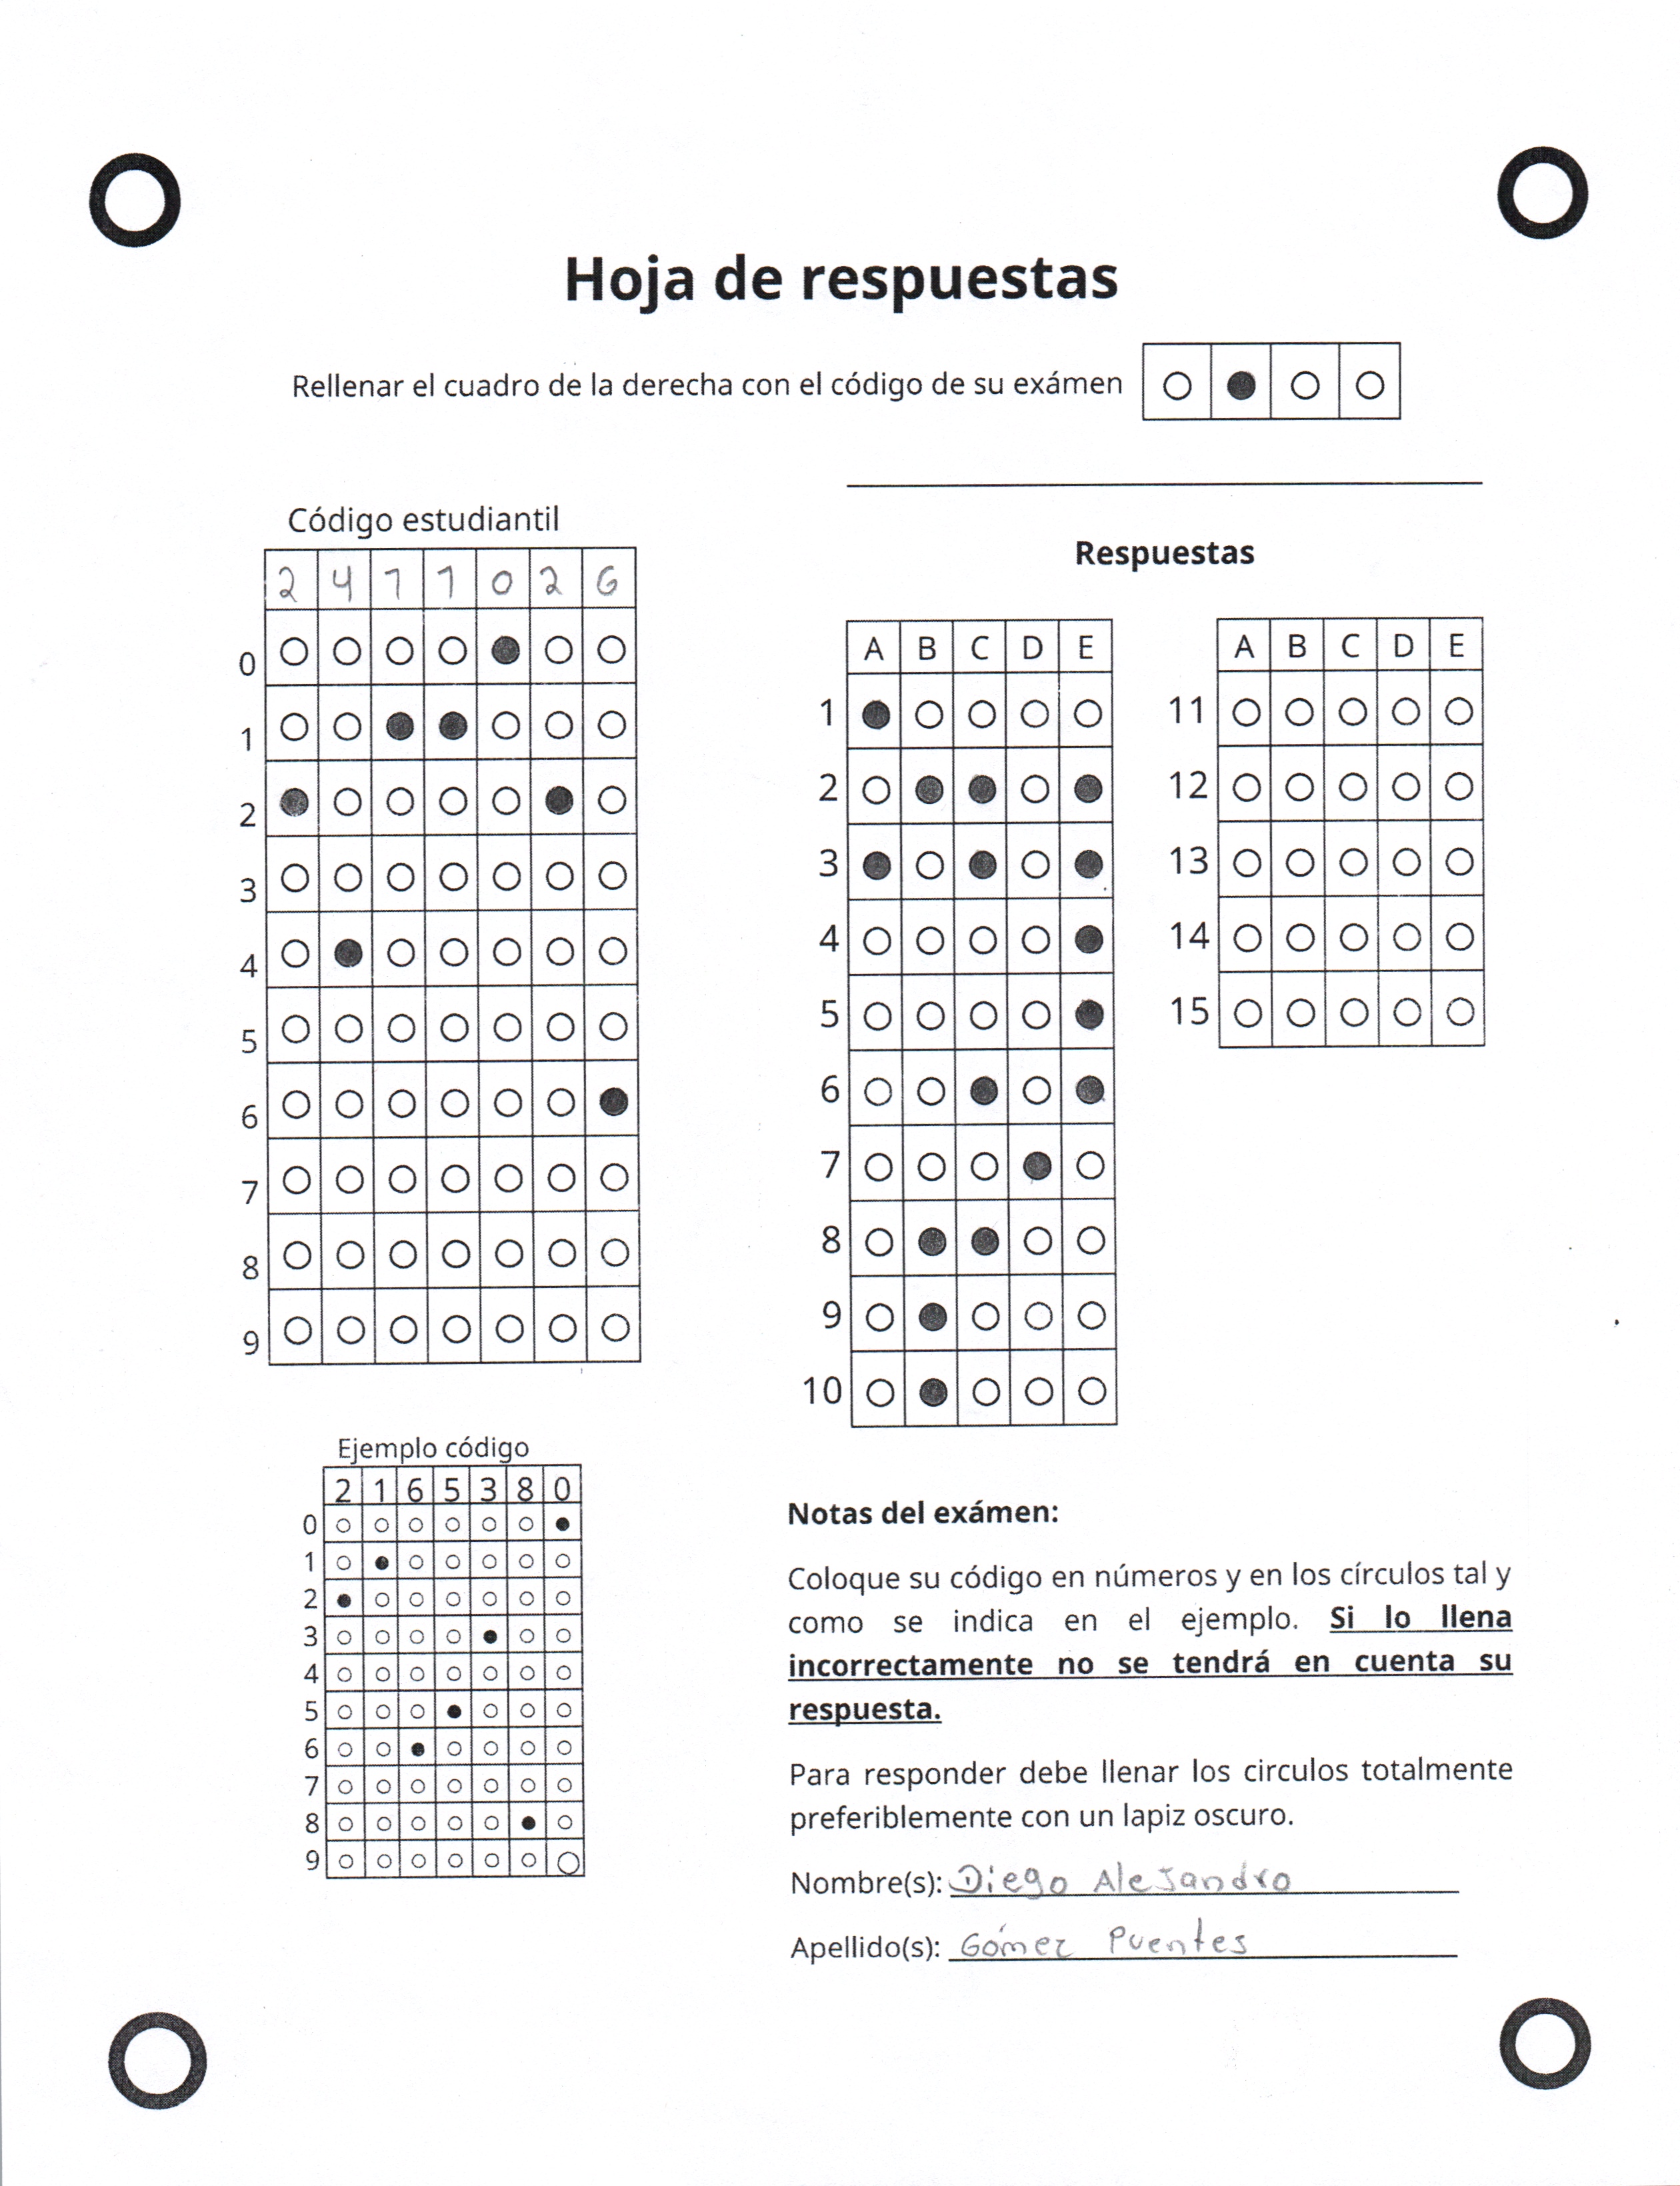 Hoja de respuestas
Rellenar el cuadro de la derecha con el código de su exámen
Código estudiantil
2 4 1 1 0 2 6
0
1
2
3
4
5
6
7
8
9
Respuestas
A B C D E
1
2
3
4
5
6
7
8
9
10
A B C D E
11
12
13
14
15
Ejemplo código
2 1 6 5 3 8 0
0
1
2
3
4
5
6
7
8
9
Notas del exámen:
Coloque su código en números y en los círculos tal y
como se indica en el ejemplo. Si lo llena
incorrectamente no se tendrá en cuenta su
respuesta.
Para responder debe llenar los circulos totalmente
preferiblemente con un lapiz oscuro.
Nombre(s): Diego Alejandro
Apellido(s): Gómez Puentes